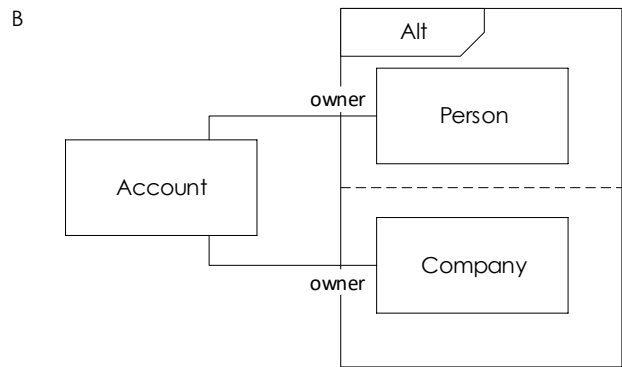 B
Alt
owner
Person
Account
Company
owner